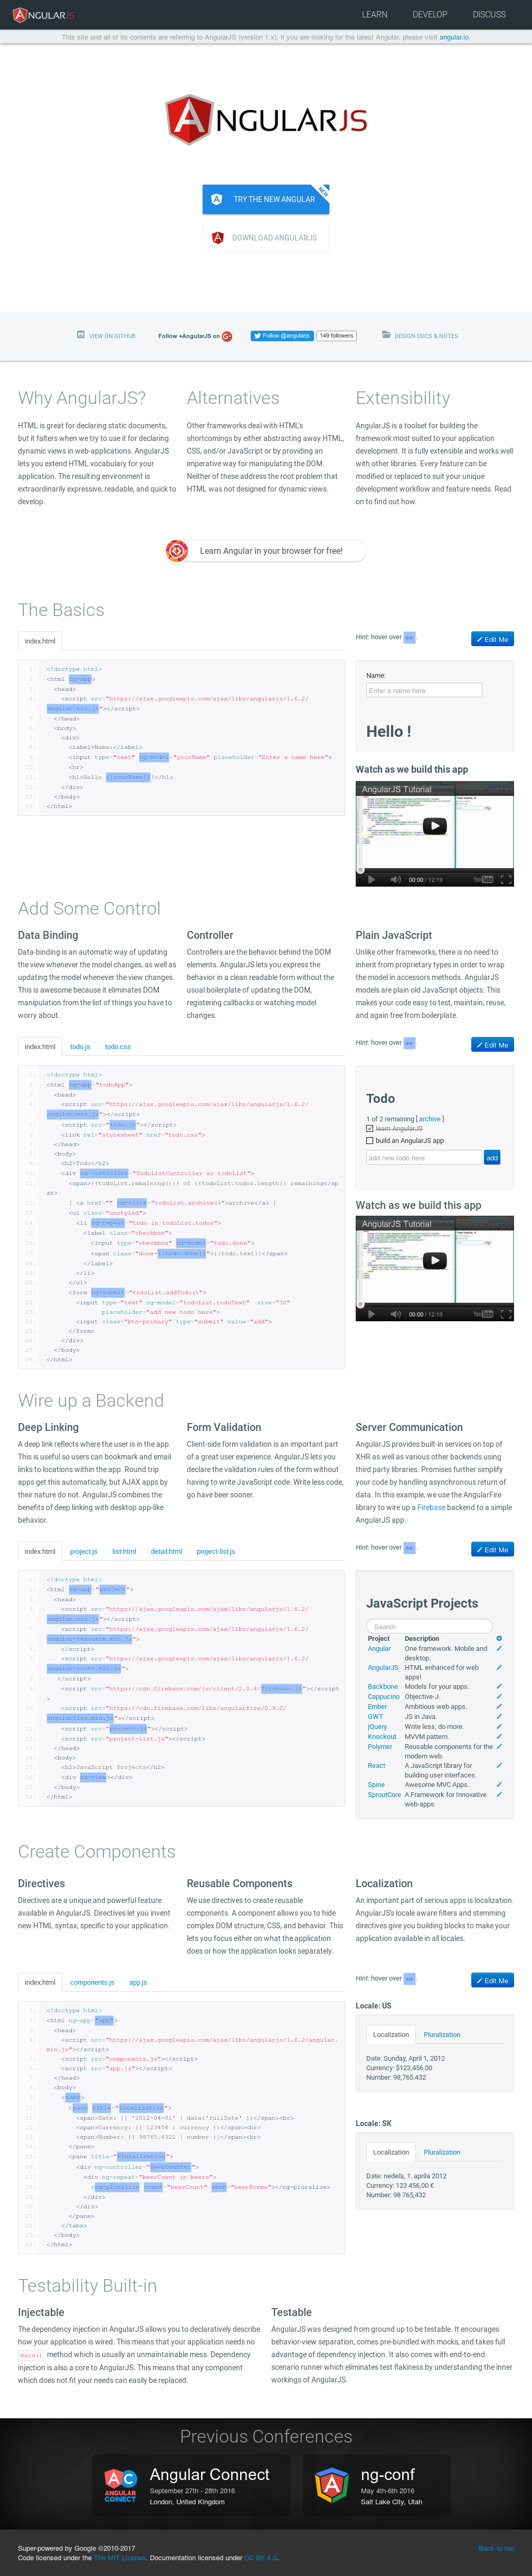 ANGULARJS
LEARN DEVELOP DISCUSS
This site and all of its contents are referring to AngularJS (version 1.x), if you are looking for the latest Angular, please visit angular.io.
ANGULARJS
TRY THE NEW ANGULAR
NEW
DOWNLOAD ANGULARJS
VIEW ON GITHUB
Follow +AngularJS on
Follow @angularjs
149 followers
DESIGN DOCS & NOTES
Why AngularJS?
HTML is great for declaring static documents,
but it falters when we try to use it for declaring
dynamic views in web-applications. AngularJS
lets you extend HTML vocabulary for your
application. The resulting environment is
extraordinarily expressive, readable, and quick to
develop.
Alternatives
Other frameworks deal with HTML's
shortcomings by either abstracting away HTML,
CSS, and/or JavaScript or by providing an
imperative way for manipulating the DOM.
Neither of these address the root problem that
HTML was not designed for dynamic views.
Extensibility
AngularJS is a toolset for building the
framework most suited to your application
development. It is fully extensible and works well
with other libraries. Every feature can be
modified or replaced to suit your unique
development workflow and feature needs. Read
on to find out how.
Learn Angular in your browser for free!
The Basics
index.html
<!doctype html>
<html ng-app>
<head>
<script src="https://ajax.googleapis.com/ajax/libs/angularjs/1.6.2/
angular.min.js"></script>
</head>
<body>
<div>
<label>Name:</label>
<input type="text" ng-model="yourName" placeholder="Enter a name here">
<hr>
<h1>Hello {{yourName}}!</h1>
</div>
</body>
</html>
Hint: hover over me.
Edit Me
Name:
Enter a name here
Hello !
Watch as we build this app
AngularJS Tutorial
00:00 / 12:19
YouTube
Add Some Control
Data Binding
Data-binding is an automatic way of updating
the view whenever the model changes, as well as
updating the model whenever the view changes.
This is awesome because it eliminates DOM
manipulation from the list of things you have to
worry about.
Controller
Controllers are the behavior behind the DOM
elements. AngularJS lets you express the
behavior in a clean readable form without the
usual boilerplate of updating the DOM,
registering callbacks or watching model
changes.
Plain JavaScript
Unlike other frameworks, there is no need to
inherit from proprietary types in order to wrap
the model in accessors methods. AngularJS
models are plain old JavaScript objects. This
makes your code easy to test, maintain, reuse,
and again free from boilerplate.
index.html todo.js todo.css
<!doctype html>
<html ng-app="todoApp">
<head>
<script src="https://ajax.googleapis.com/ajax/libs/angularjs/1.6.2/
angular.min.js"></script>
<script src="todo.js"></script>
<link rel="stylesheet" href="todo.css">
</head>
<body>
<h2>Todo</h2>
<div ng-controller="TodoListController as todoList">
<span>{{todoList.remaining()}} of {{todoList.todos.length}} remaining</sp
an>
[ <a href="" ng-click="todoList.archive()">archive</a> ]
<ul class="unstyled">
<li ng-repeat="todo in todoList.todos">
<label class="checkbox">
<input type="checkbox" ng-model="todo.done">
<span class="done-{{todo.done}}">{{todo.text}}</span>
</label>
</li>
</ul>
<form ng-submit="todoList.addTodo()">
<input type="text" ng-model="todoList.todoText" size="30"
placeholder="add new todo here">
<input class="btn-primary" type="submit" value="add">
</form>
</div>
</body>
</html>
Hint: hover over me.
Edit Me
Todo
1 of 2 remaining [ archive ]
learn AngularJS
build an AngularJS app
add new todo here
add
Watch as we build this app
AngularJS Tutorial
00:00 / 12:19
YouTube
Wire up a Backend
Deep Linking
A deep link reflects where the user is in the app.
This is useful so users can bookmark and email
links to locations within the app. Round trip
apps get this automatically, but AJAX apps by
their nature do not. AngularJS combines the
benefits of deep linking with desktop app-like
behavior.
Form Validation
Client-side form validation is an important part
of a great user experience. AngularJS lets you
declare the validation rules of the form without
having to write JavaScript code. Write less code,
go have beer sooner.
Server Communication
AngularJS provides built-in services on top of
XHR as well as various other backends using
third party libraries. Promises further simplify
your code by handling asynchronous return of
data. In this example, we use the AngularFire
library to wire up a Firebase backend to a simple
AngularJS app.
index.html project.js list.html detail.html project-list.js
<!doctype html>
<html ng-app="project">
<head>
<script src="https://ajax.googleapis.com/ajax/libs/angularjs/1.6.2/
angular.min.js"></script>
<script src="https://ajax.googleapis.com/ajax/libs/angularjs/1.6.2/
angular-resource.min.js">
</script>
<script src="https://ajax.googleapis.com/ajax/libs/angularjs/1.6.2/
angular-route.min.js">
</script>
<script src="https://cdn.firebase.com/js/client/2.0.4/firebase.js"></script
>
<script src="https://cdn.firebase.com/libs/angularfire/0.9.0/
angularfire.min.js"></script>
<script src="project.js"></script>
<script src="project-list.js"></script>
</head>
<body>
<h2>JavaScript Projects</h2>
<div ng-view></div>
</body>
</html>
Hint: hover over me.
Edit Me
JavaScript Projects
Search
Project Description
Angular One framework. Mobile and
desktop.
AngularJS HTML enhanced for web
apps!
Backbone Models for your apps.
Cappucino Objective-J.
Ember Ambitious web apps.
GWT JS in Java.
jQuery Write less, do more.
Knockout MVVM pattern.
Polymer Reusable components for the
modern web.
React A JavaScript library for
building user interfaces.
Spine Awesome MVC Apps.
SproutCore A Framework for Innovative
web-apps.
Create Components
Directives
Directives are a unique and powerful feature
available in AngularJS. Directives let you invent
new HTML syntax, specific to your application.
Reusable Components
We use directives to create reusable
components. A component allows you to hide
complex DOM structure, CSS, and behavior. This
lets you focus either on what the application
does or how the application looks separately.
Localization
An important part of serious apps is localization.
AngularJS's locale aware filters and stemming
directives give you building blocks to make your
application available in all locales.
index.html components.js app.js
<!doctype html>
<html ng-app="app">
<head>
<script src="https://ajax.googleapis.com/ajax/libs/angularjs/1.6.2/angular.
min.js"></script>
<script src="components.js"></script>
<script src="app.js"></script>
</head>
<body>
<tabs>
<pane title="Localization">
<span>Date: {{ '2012-04-01' | date:'fullDate' }}</span><br>
<span>Currency: {{ 123456 | currency }}</span><br>
<span>Number: {{ 98765.4321 | number }}</span><br>
</pane>
<pane title="Pluralization">
<div ng-controller="BeerCounter">
<div ng-repeat="beerCount in beers">
<ng-pluralize count="beerCount" when="beerForms"></ng-pluralize>
</div>
</div>
</pane>
</tabs>
</body>
</html>
Hint: hover over me.
Edit Me
Locale: US
Localization Pluralization
Date: Sunday, April 1, 2012
Currency: $123,456.00
Number: 98,765.432
Locale: SK
Localization Pluralization
Date: nedeľa, 1. apríla 2012
Currency: 123 456,00 €
Number: 98 765,432
Testability Built-in
Injectable
The dependency injection in AngularJS allows you to declaratively describe
how your application is wired. This means that your application needs no
main() method which is usually an unmaintainable mess. Dependency
injection is also a core to AngularJS. This means that any component
which does not fit your needs can easily be replaced.
Testable
AngularJS was designed from ground up to be testable. It encourages
behavior-view separation, comes pre-bundled with mocks, and takes full
advantage of dependency injection. It also comes with end-to-end
scenario runner which eliminates test flakiness by understanding the inner
workings of AngularJS.
Previous Conferences
AC
ANGULAR
CONNECT
Angular Connect
September 27th - 28th 2016
London, United Kingdom
ng-conf
May 4th-6th 2016
Salt Lake City, Utah
Super-powered by Google ©2010-2017
Code licensed under the The MIT License. Documentation licensed under CC BY 4.0.
Back to top